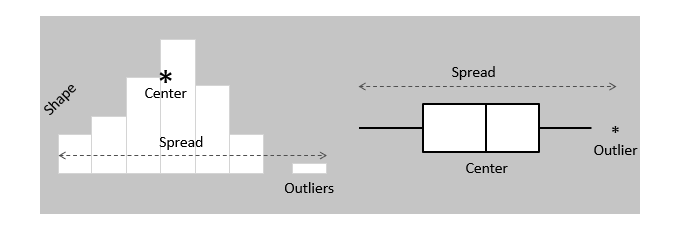 Shape
*
Center
Spread
Outliers
Spread
Center
*
Outlier